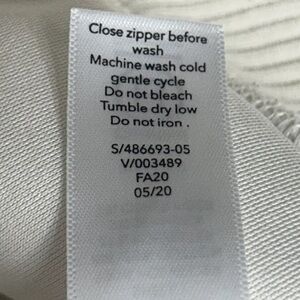 Close zipper before
wash
Machine wash cold
gentle cycle
Do not bleach
Tumble dry low
Do not iron .
S/486693-05
V/003489
FA20
05/20